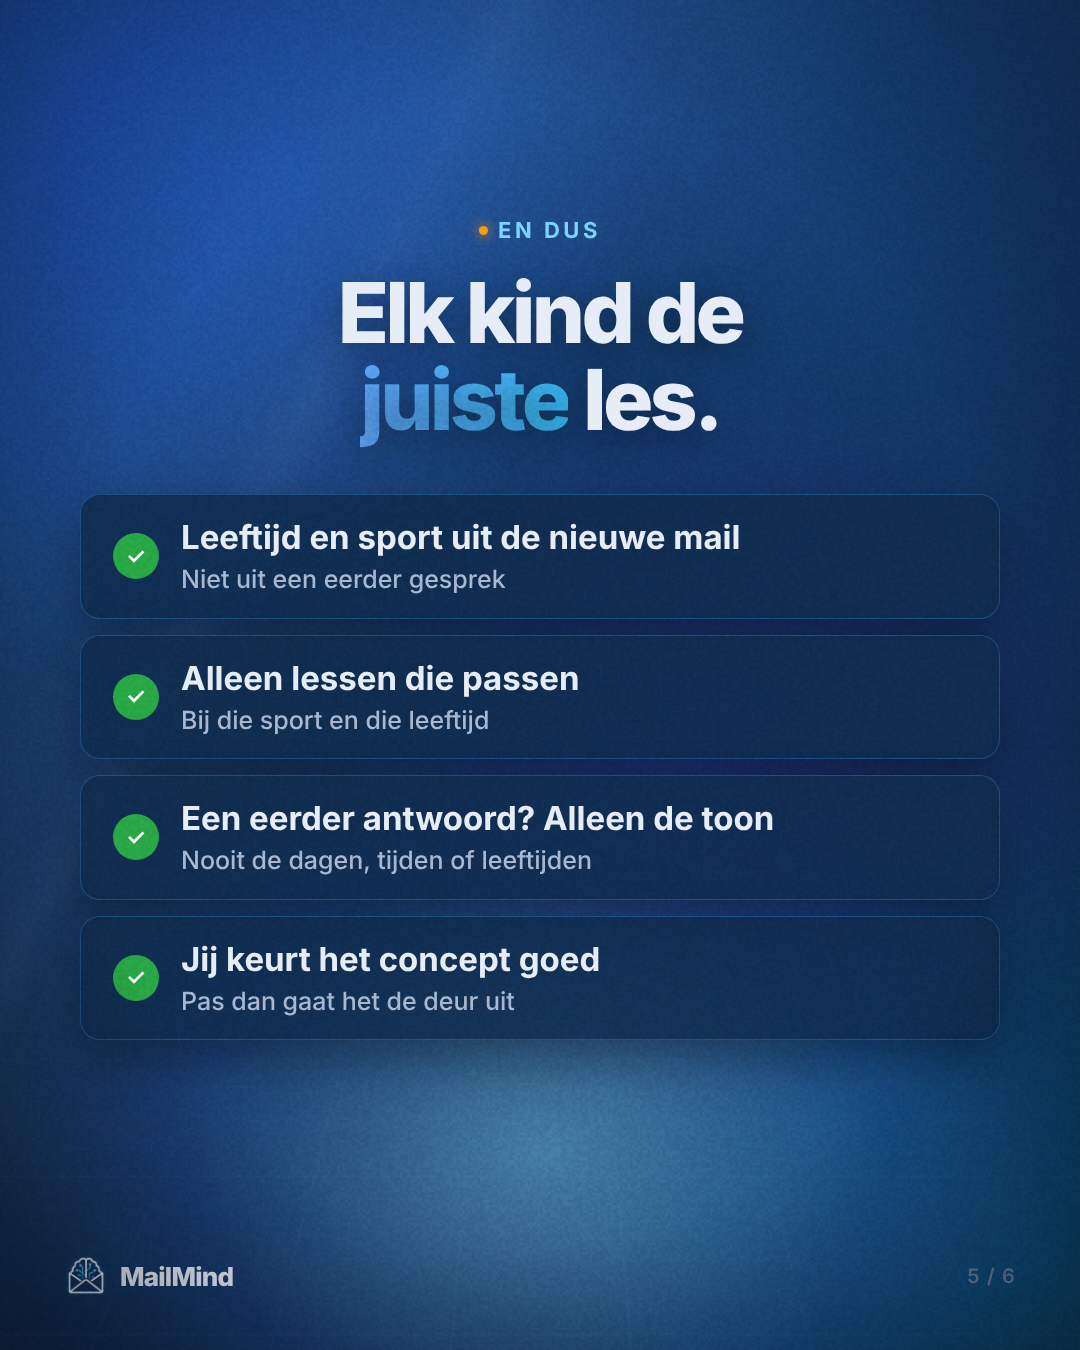 EN DUS
Elk kind de
juiste les.
Leeftijd en sport uit de nieuwe mail
Niet uit een eerder gesprek
Alleen lessen die passen
Bij die sport en die leeftijd
Een eerder antwoord? Alleen de toon
Nooit de dagen, tijden of leeftijden
Jij keurt het concept goed
Pas dan gaat het de deur uit
MailMind
5 / 6